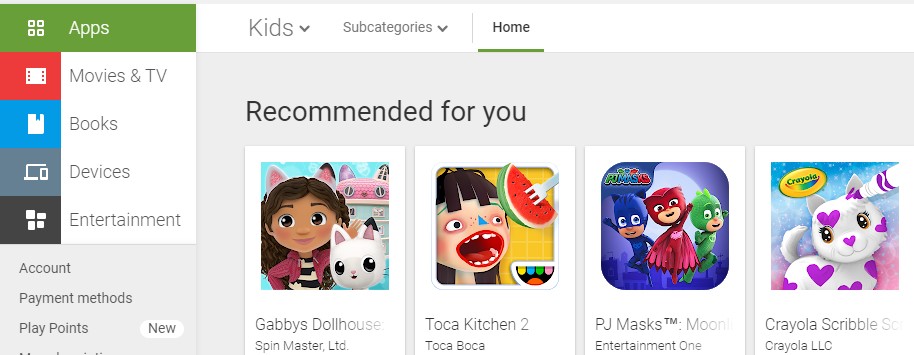 Apps
Movies & TV
Books
Devices
Entertainment
Account
Payment methods
Play Points New
Kids Subcategories Home
Recommended for you
PJ MASKS
Crayola
Gabbys Dollhouse:
Spin Master, Ltd.
Toca Kitchen 2
Toca Boca
PJ Masks™: Moonl
Entertainment One
Crayola Scribble Sc
Crayola LLC